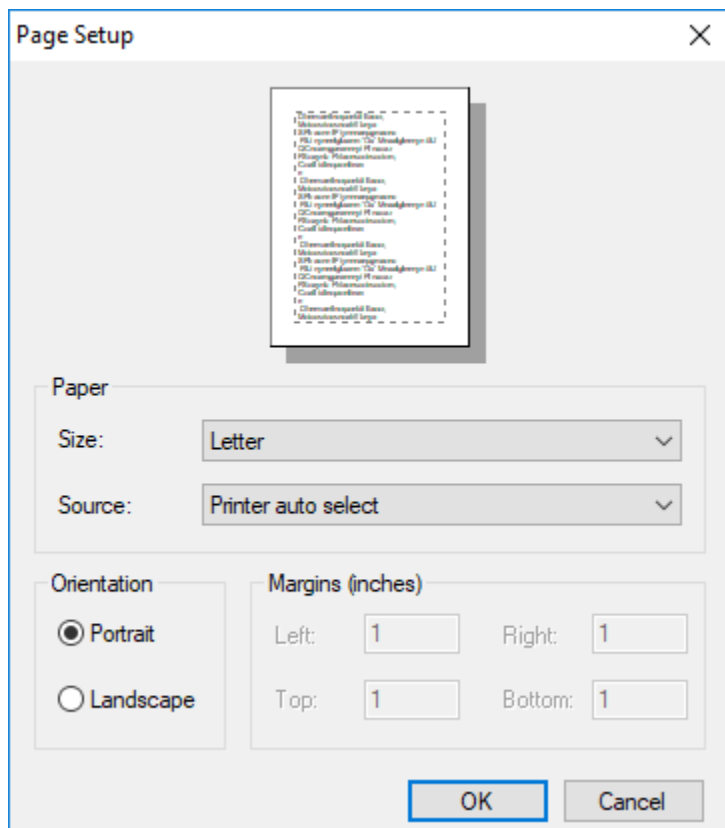 Page Setup
Paper
Size: Letter
Source: Printer auto select
Orientation
Margins (inches)
Portrait
Left: 1 Right: 1
Landscape
Top: 1 Bottom: 1
OK Cancel